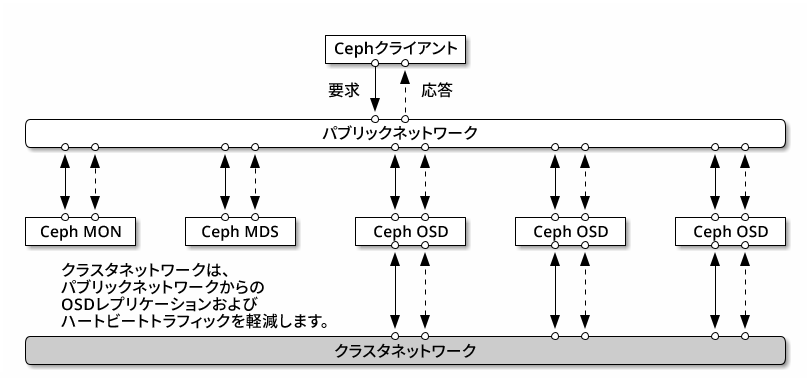 Cephクライアント
要求
応答
パブリックネットワーク
Ceph MON
Ceph MDS
Ceph OSD
Ceph OSD
Ceph OSD
クラスタネットワークは、
パブリックネットワークからの
OSDレプリケーションおよび
ハートビートトラフィックを軽減します。
クラスタネットワーク